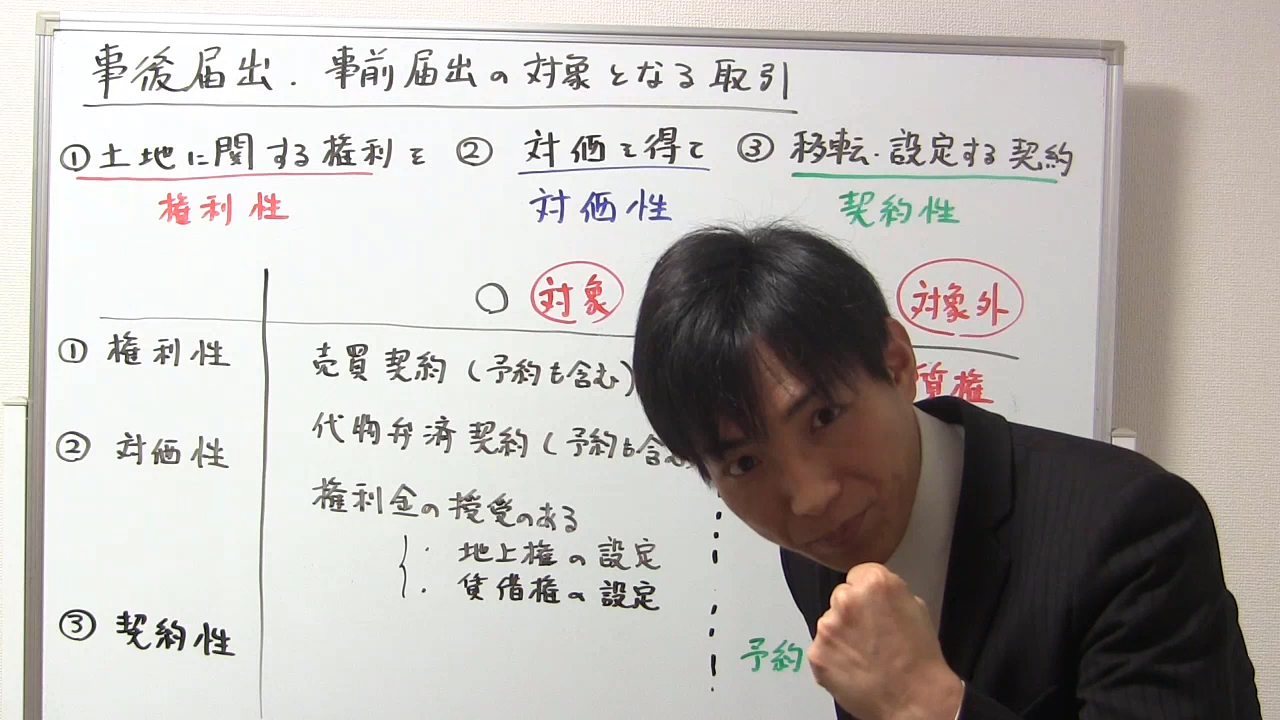 事後届出・事前届出の対象となる取引
①土地に関する権利を ②対価を得て ③移転・設定する契約
権利性 対価性 契約性
○対象 対象外
①権利性 売買契約(予約も含む) 質権
②対価性 代物弁済契約(予約も含む
権利金の授受のある
・地上権の設定
・賃借権の設定
③契約性 予約